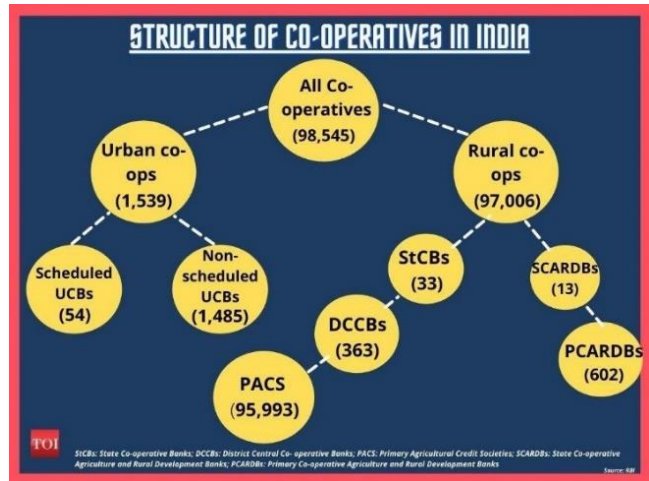 STRUCTURE OF CO-OPERATIVES IN INDIA
All Co-
operatives
(98,545)
Urban co-
ops
(1,539)
Rural co-
ops
(97,006)
Scheduled
UCBs
(54)
Non-
scheduled
UCBs
(1,485)
StCBs
(33)
SCARDBs
(13)
DCCBs
(363)
PCARDBs
(602)
PACS
(95,993)
TOI
StCBs: State Co-operative Banks; DCCBs: District Central Co- operative Banks; PACS: Primary Agricultural Credit Societies; SCARDBs: State Co-operative
Agriculture and Rural Development Banks; PCARDBs: Primary Co-operative Agriculture and Rural Development Banks
Source: RBI